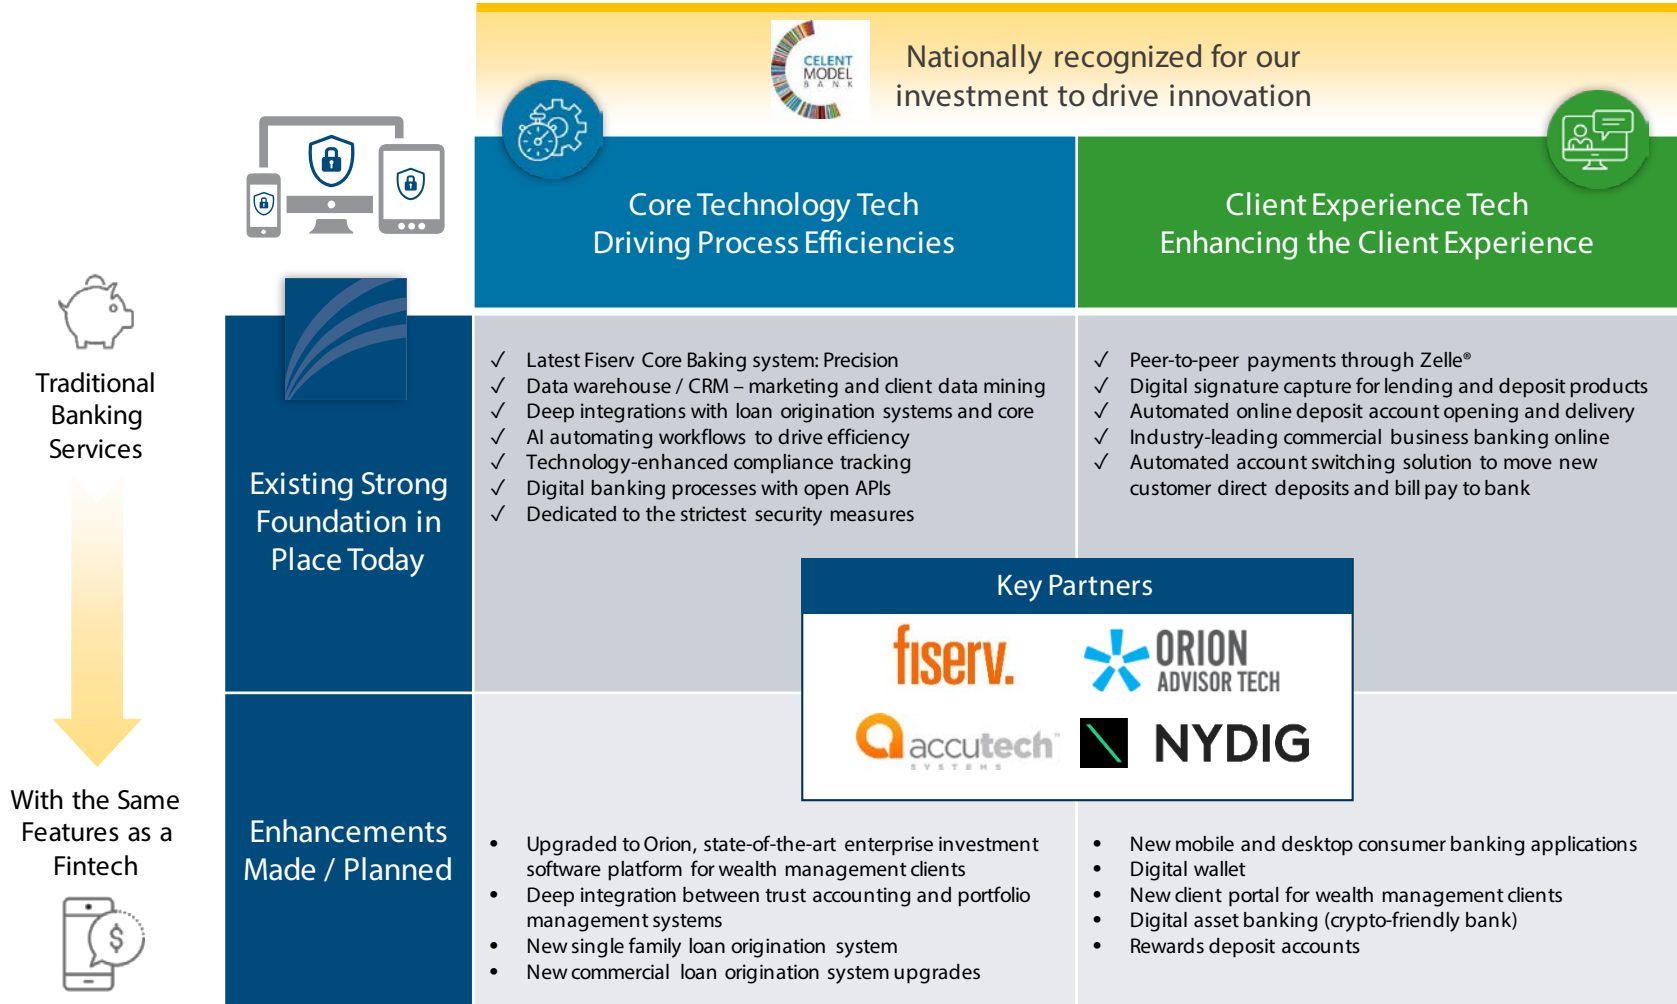 CELENT
MODEL
BANK
Nationally recognized for our
investment to drive innovation
Core Technology Tech
Driving Process Efficiencies
Client Experience Tech
Enhancing the Client Experience
Traditional
Banking
Services
With the Same
Features as a
Fintech
$
Existing Strong
Foundation in
Place Today
✓ Latest Fiserv Core Baking system: Precision
✓ Data warehouse / CRM – marketing and client data mining
✓ Deep integrations with loan origination systems and core
✓ AI automating workflows to drive efficiency
✓ Technology-enhanced compliance tracking
✓ Digital banking processes with open APIs
✓ Dedicated to the strictest security measures
✓ Peer-to-peer payments through Zelle®
✓ Digital signature capture for lending and deposit products
✓ Automated online deposit account opening and delivery
✓ Industry-leading commercial business banking online
✓ Automated account switching solution to move new
customer direct deposits and bill pay to bank
Key Partners
fiserv.
ORION
ADVISOR TECH
accutech™
SYSTEMS
NYDIG
Enhancements
Made / Planned
• Upgraded to Orion, state-of-the-art enterprise investment
software platform for wealth management clients
• Deep integration between trust accounting and portfolio
management systems
• New single family loan origination system
• New commercial loan origination system upgrades
• New mobile and desktop consumer banking applications
• Digital wallet
• New client portal for wealth management clients
• Digital asset banking (crypto-friendly bank)
• Rewards deposit accounts